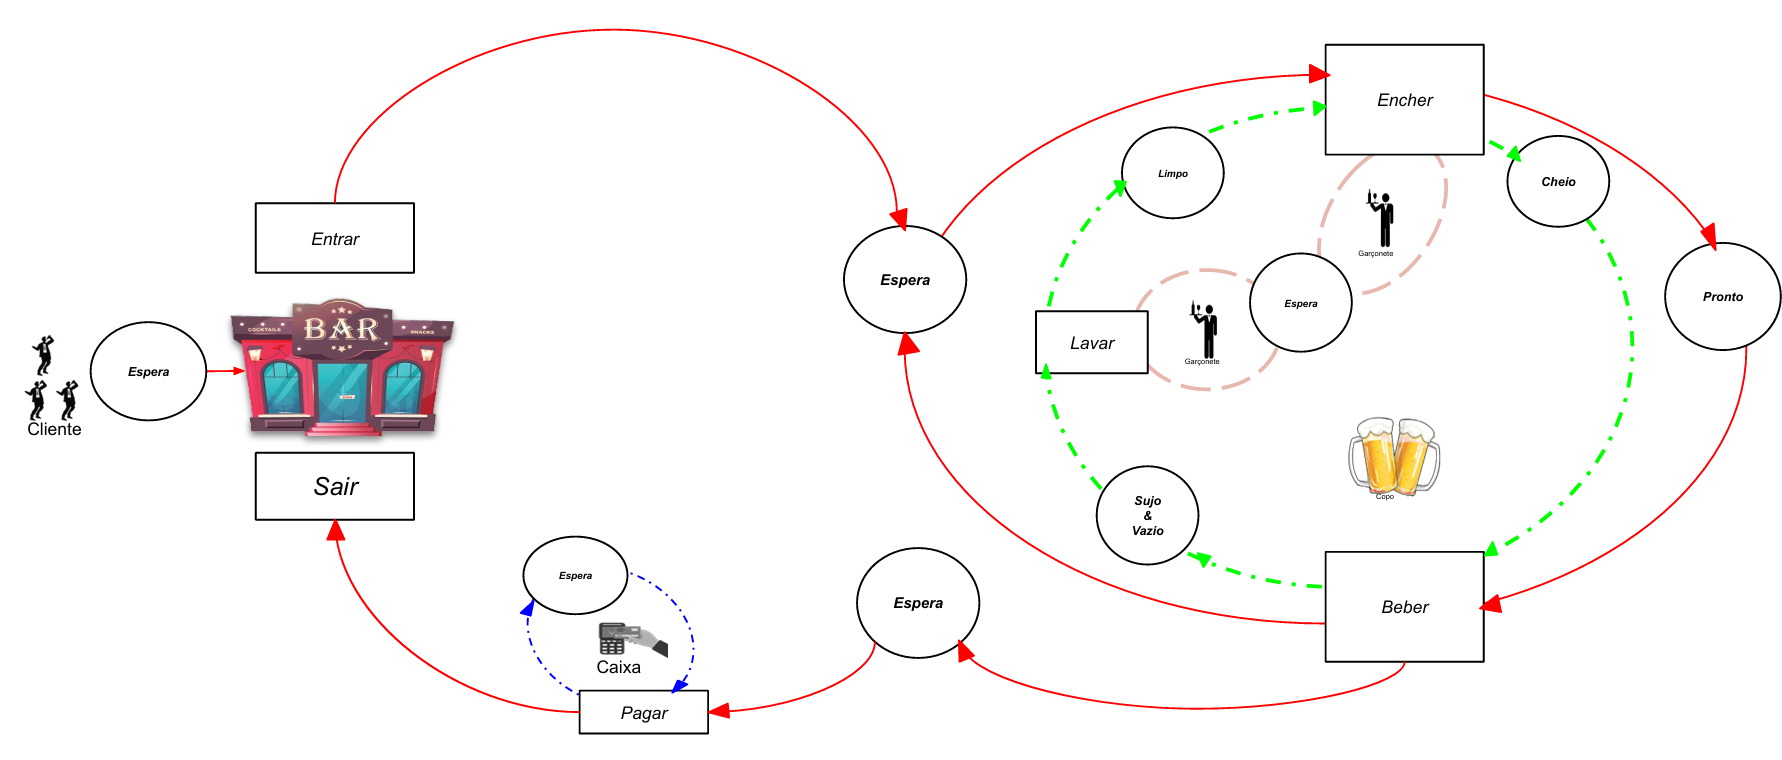 Encher
Limpo
Cheio
Garçonete
Entrar
Espera
Espera
Pronto
COCKTAILS
BAR
SNACKS
Lavar
Garçonete
Espera
Cliente
Sair
Copo
Sujo
&
Vazio
Espera
Espera
Beber
Caixa
Pagar